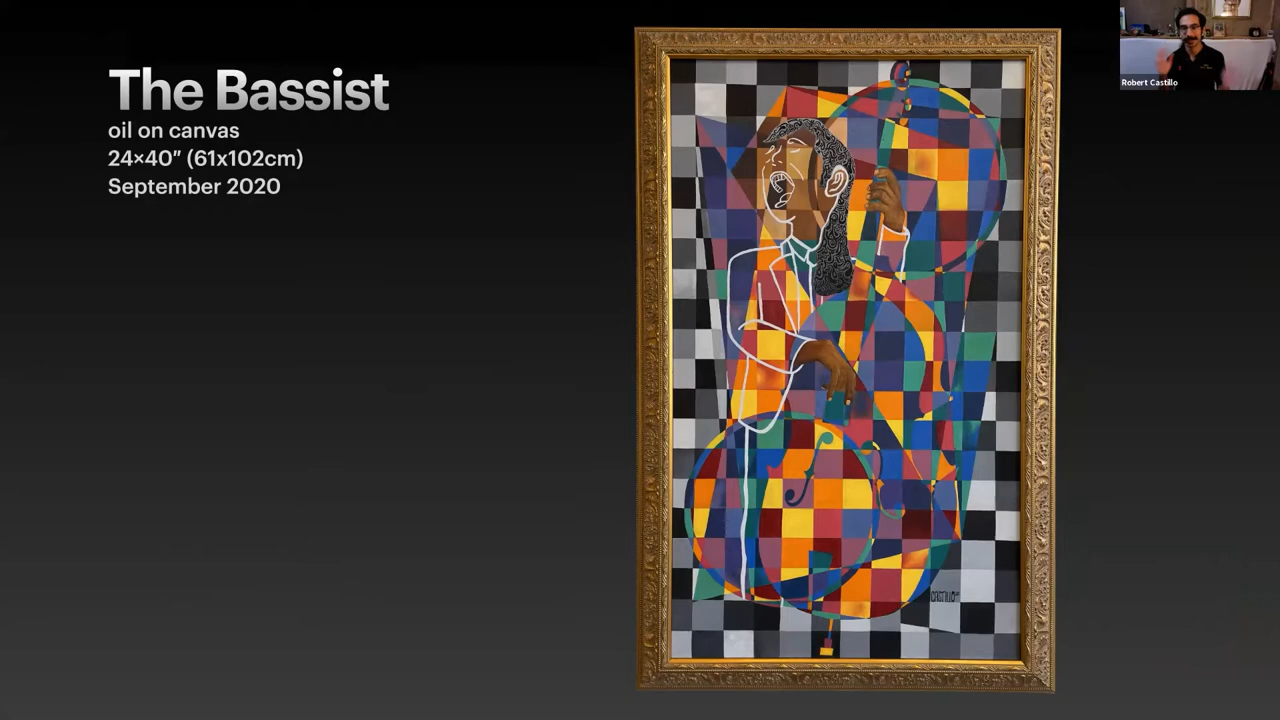 The Bassist
oil on canvas
24×40″ (61x102cm)
September 2020
Robert Castillo
CASTILLO